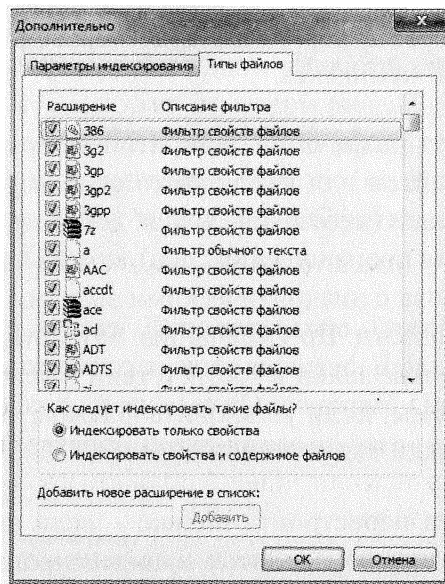 Дополнительно
Параметры индексирования Типы файлов
Расширение Описание фильтра
386 Фильтр свойств файлов
3g2 Фильтр свойств файлов
3gp Фильтр свойств файлов
3gp2 Фильтр свойств файлов
3gpp Фильтр свойств файлов
7z Фильтр свойств файлов
a Фильтр обычного текста
AAC Фильтр свойств файлов
accdt Фильтр свойств файлов
ace Фильтр свойств файлов
acl Фильтр свойств файлов
ADT Фильтр свойств файлов
ADTS Фильтр свойств файлов
Фильтр свойств файлов
Как следует индексировать такие файлы?
Индексировать только свойства
Индексировать свойства и содержимое файлов
Добавить новое расширение в список:
Добавить
ОК Отмена